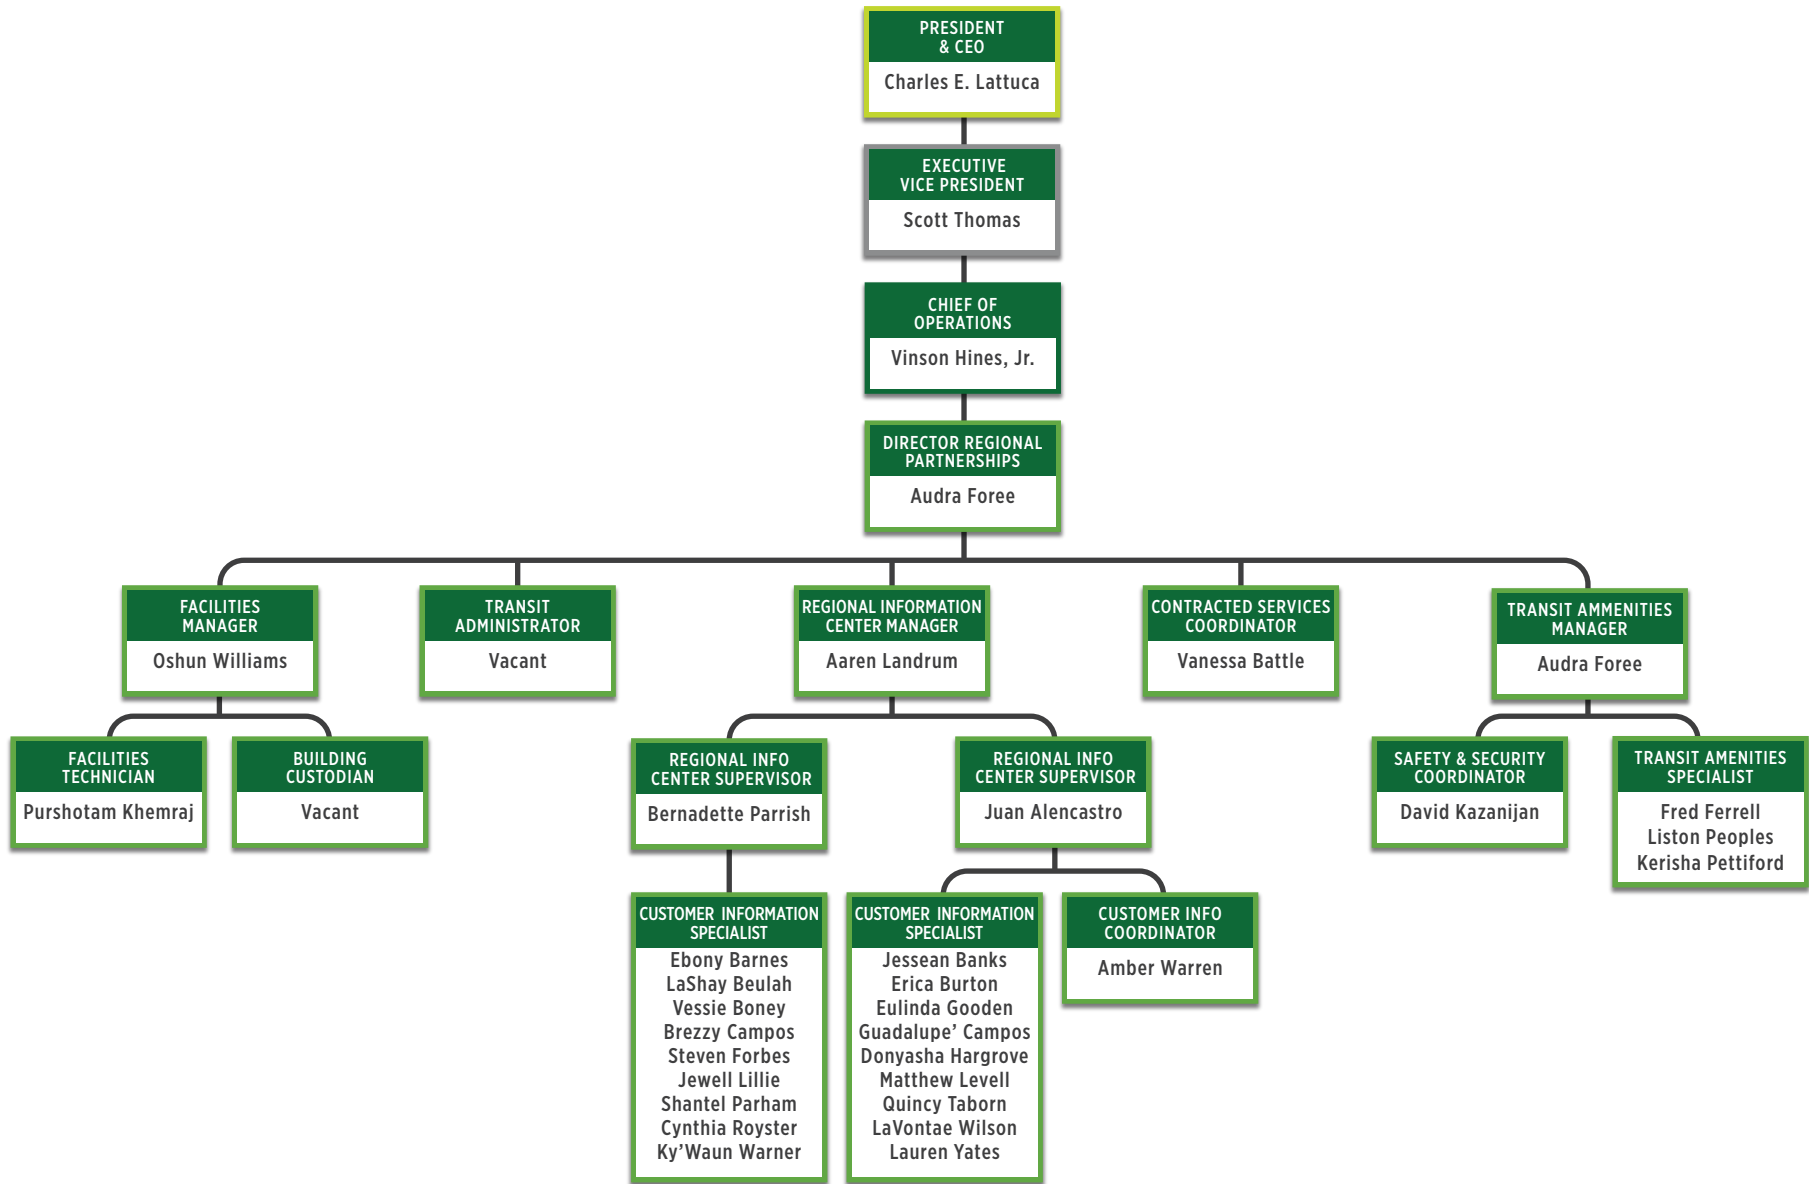 PRESIDENT
& CEO
Charles E. Lattuca
EXECUTIVE
VICE PRESIDENT
Scott Thomas
CHIEF OF
OPERATIONS
Vinson Hines, Jr.
DIRECTOR REGIONAL
PARTNERSHIPS
Audra Foree
FACILITIES
MANAGER
Oshun Williams
TRANSIT
ADMINISTRATOR
Vacant
REGIONAL INFORMATION
CENTER MANAGER
Aaren Landrum
CONTRACTED SERVICES
COORDINATOR
Vanessa Battle
TRANSIT AMMENITIES
MANAGER
Audra Foree
FACILITIES
TECHNICIAN
Purshotam Khemraj
BUILDING
CUSTODIAN
Vacant
REGIONAL INFO
CENTER SUPERVISOR
Bernadette Parrish
REGIONAL INFO
CENTER SUPERVISOR
Juan Alencastro
SAFETY & SECURITY
COORDINATOR
David Kazanijan
TRANSIT AMENITIES
SPECIALIST
Fred Ferrell
Liston Peoples
Kerisha Pettiford
CUSTOMER INFORMATION
SPECIALIST
Ebony Barnes
LaShay Beulah
Vessie Boney
Brezzy Campos
Steven Forbes
Jewell Lillie
Shantel Parham
Cynthia Royster
Ky’Waun Warner
CUSTOMER INFORMATION
SPECIALIST
Jessean Banks
Erica Burton
Eulinda Gooden
Guadalupe’ Campos
Donyasha Hargrove
Matthew Levell
Quincy Taborn
LaVontae Wilson
Lauren Yates
CUSTOMER INFO
COORDINATOR
Amber Warren